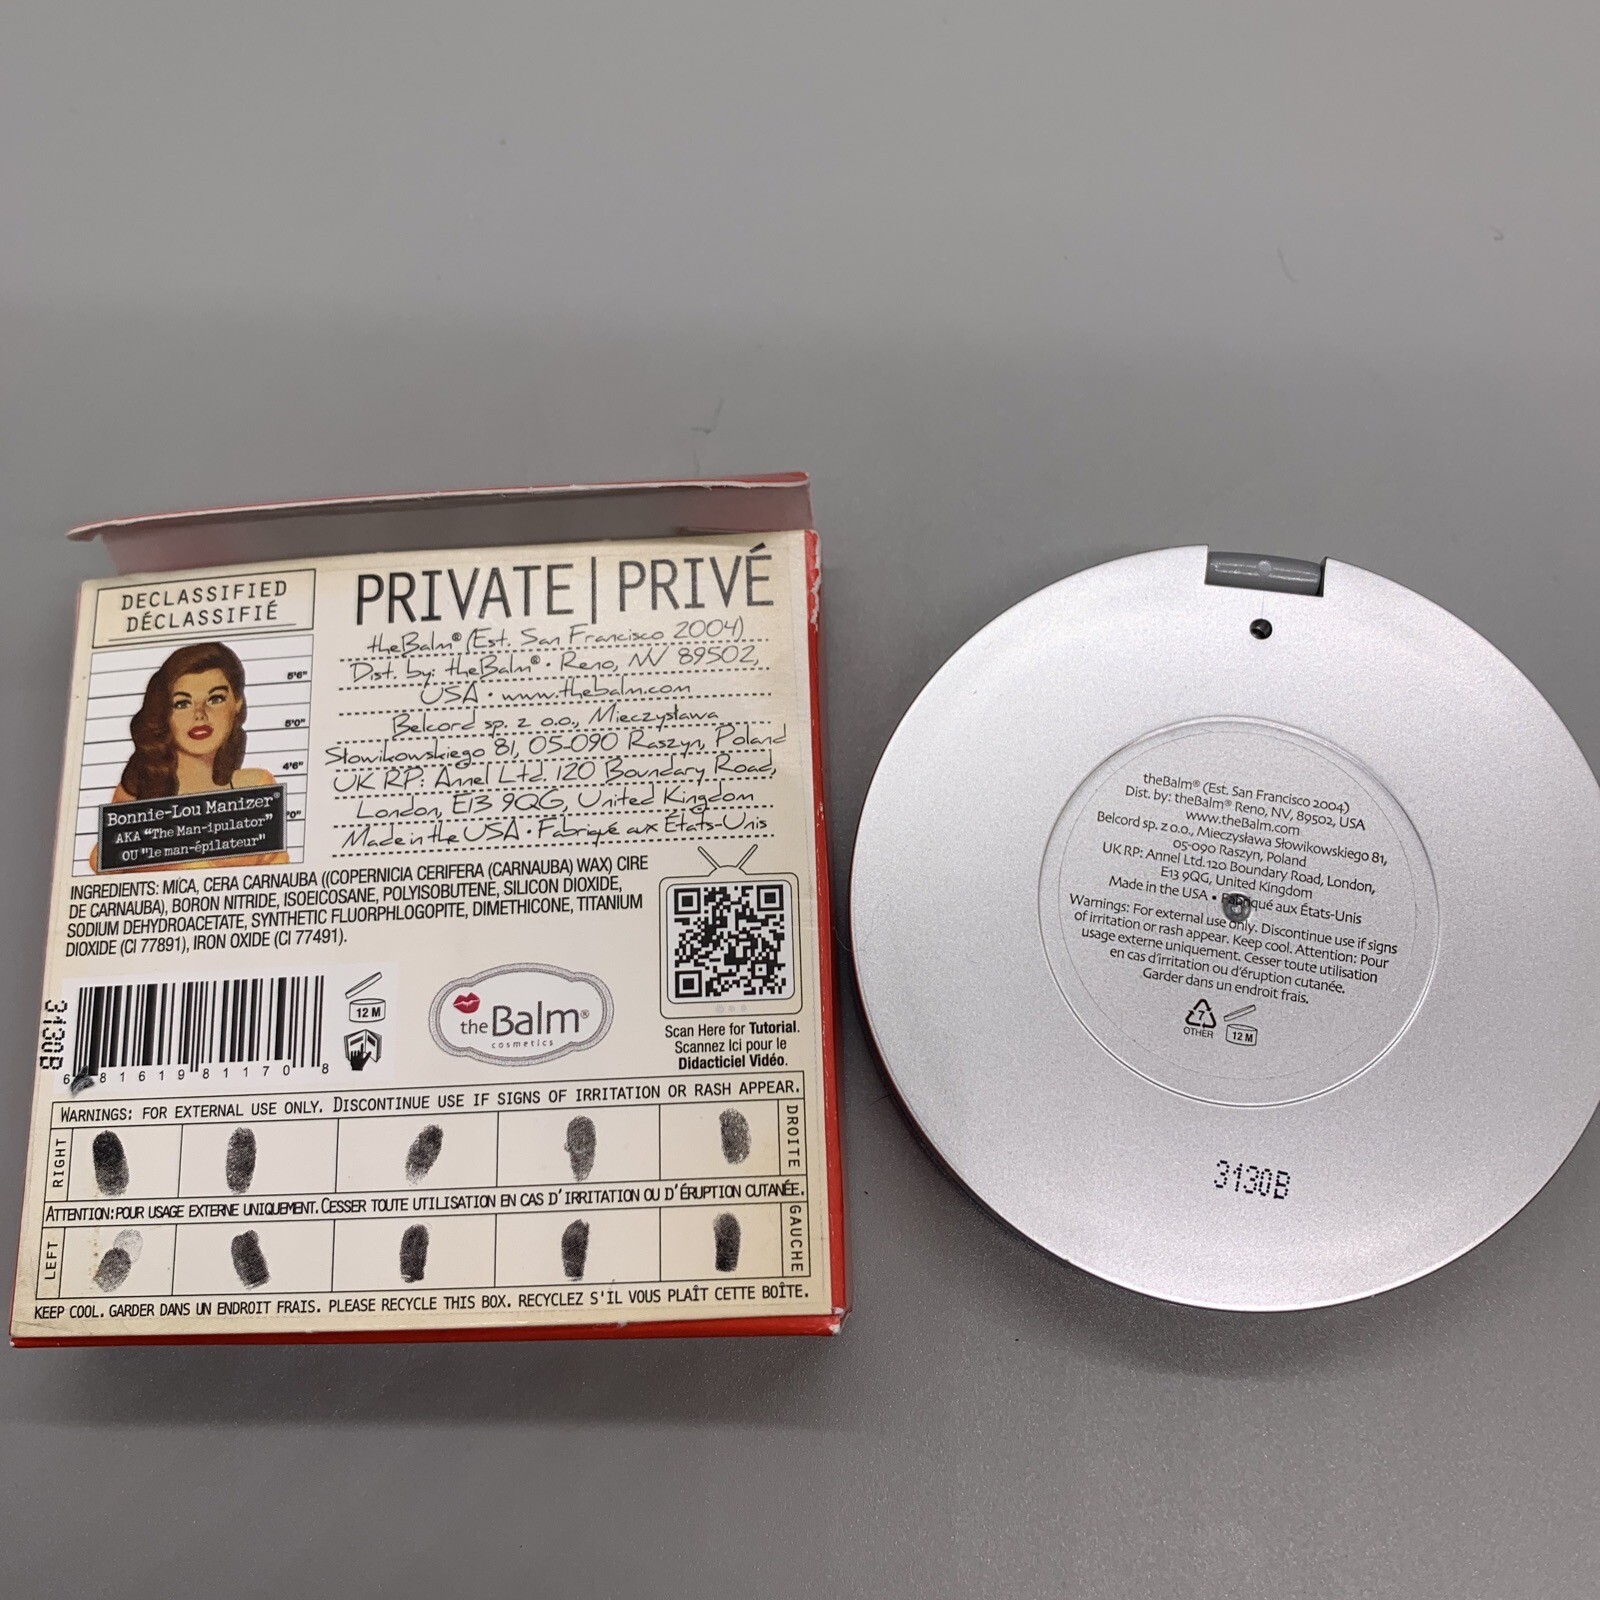 DECLASSIFIED
DÉCLASSIFIÉ
5'6"
5'0"
4'6"
'0"
Bonnie-Lou Manizer®
AKA "The Man-ipulator"
OU "le man-épilateur"
PRIVATE | PRIVÉ
theBalm® (Est. San Francisco 2004)
Dist. by: theBalm® • Reno, NV 89502,
USA • www.thebalm.com
Belcord sp. z o.o., Mieczysława
Słowikowskiego 81, 05-090 Raszyn, Poland
UK RP: Annel Ltd. 120 Boundary Road,
London, E13 9QG, United Kingdom
Made in the USA • Fabriqué aux États-Unis
INGREDIENTS: MICA, CERA CARNAUBA ((COPERNICIA CERIFERA (CARNAUBA) WAX) CIRE
DE CARNAUBA), BORON NITRIDE, ISOEICOSANE, POLYISOBUTENE, SILICON DIOXIDE,
SODIUM DEHYDROACETATE, SYNTHETIC FLUORPHLOGOPITE, DIMETHICONE, TITANIUM
DIOXIDE (CI 77891), IRON OXIDE (CI 77491).
3130B
6 81619 81170 8
12 M
theBalm®
cosmetics
Scan Here for Tutorial.
Scannez Ici pour le
Didacticiel Vidéo.
WARNINGS: FOR EXTERNAL USE ONLY. DISCONTINUE USE IF SIGNS OF IRRITATION OR RASH APPEAR.
RIGHT
DROITE
ATTENTION: POUR USAGE EXTERNE UNIQUEMENT. CESSER TOUTE UTILISATION EN CAS D'IRRITATION OU D'ÉRUPTION CUTANÉE.
LEFT
GAUCHE
KEEP COOL. GARDER DANS UN ENDROIT FRAIS. PLEASE RECYCLE THIS BOX. RECYCLEZ S'IL VOUS PLAÎT CETTE BOÎTE.
theBalm® (Est. San Francisco 2004)
Dist. by: theBalm® Reno, NV, 89502, USA
www.theBalm.com
Belcord sp. z o.o., Mieczysława Słowikowskiego 81,
05-090 Raszyn, Poland
UK RP: Annel Ltd. 120 Boundary Road, London,
E13 9QG, United Kingdom
Made in the USA • Fabriqué aux États-Unis
Warnings: For external use only. Discontinue use if signs
of irritation or rash appear. Keep cool. Attention: Pour
usage externe uniquement. Cesser toute utilisation
en cas d'irritation ou d'éruption cutanée.
Garder dans un endroit frais.
7
OTHER
12 M
3130B